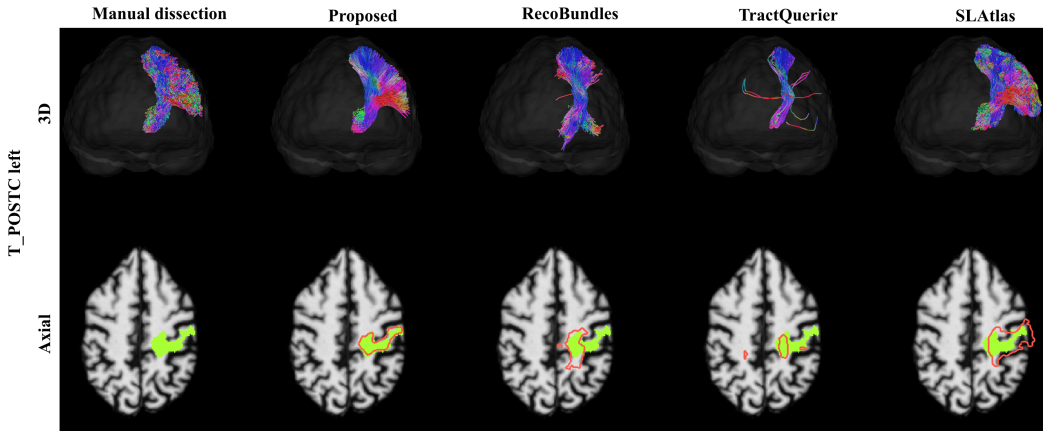 Manual dissection
Proposed
RecoBundles
TractQuerier
SLAtlas
T_POSTC left
3D
Axial